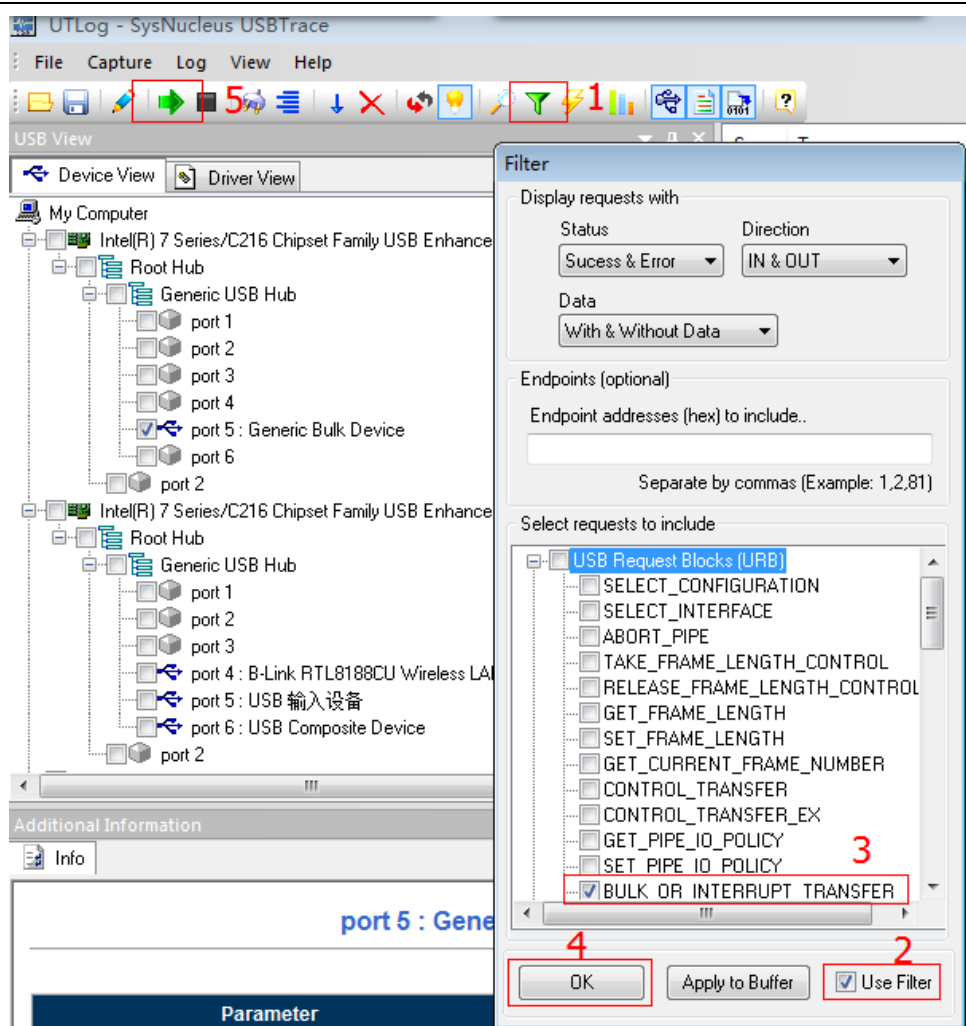 UTLog - SysNucleus USBTrace
File Capture Log View Help
5 1
USB View
Device View Driver View
My Computer
Intel(R) 7 Series/C216 Chipset Family USB Enhance
Root Hub
Generic USB Hub
port 1
port 2
port 3
port 4
port 5 : Generic Bulk Device
port 6
port 2
Intel(R) 7 Series/C216 Chipset Family USB Enhance
Root Hub
Generic USB Hub
port 1
port 2
port 3
port 4 : B-Link RTL8188CU Wireless LA
port 5 : USB 输入设备
port 6 : USB Composite Device
port 2
Additional Information
Info
port 5 : Gene
Parameter
Filter
Display requests with
Status Direction
Sucess & Error IN & OUT
Data
With & Without Data
Endpoints (optional)
Endpoint addresses (hex) to include..
Separate by commas (Example: 1,2,81)
Select requests to include
USB Request Blocks (URB)
SELECT_CONFIGURATION
SELECT_INTERFACE
ABORT_PIPE
TAKE_FRAME_LENGTH_CONTROL
RELEASE_FRAME_LENGTH_CONTROL
GET_FRAME_LENGTH
SET_FRAME_LENGTH
GET_CURRENT_FRAME_NUMBER
CONTROL_TRANSFER
CONTROL_TRANSFER_EX
GET_PIPE_IO_POLICY
SET_PIPE_IO_POLICY
3
BULK_OR_INTERRUPT_TRANSFER
4 2
OK Apply to Buffer Use Filter